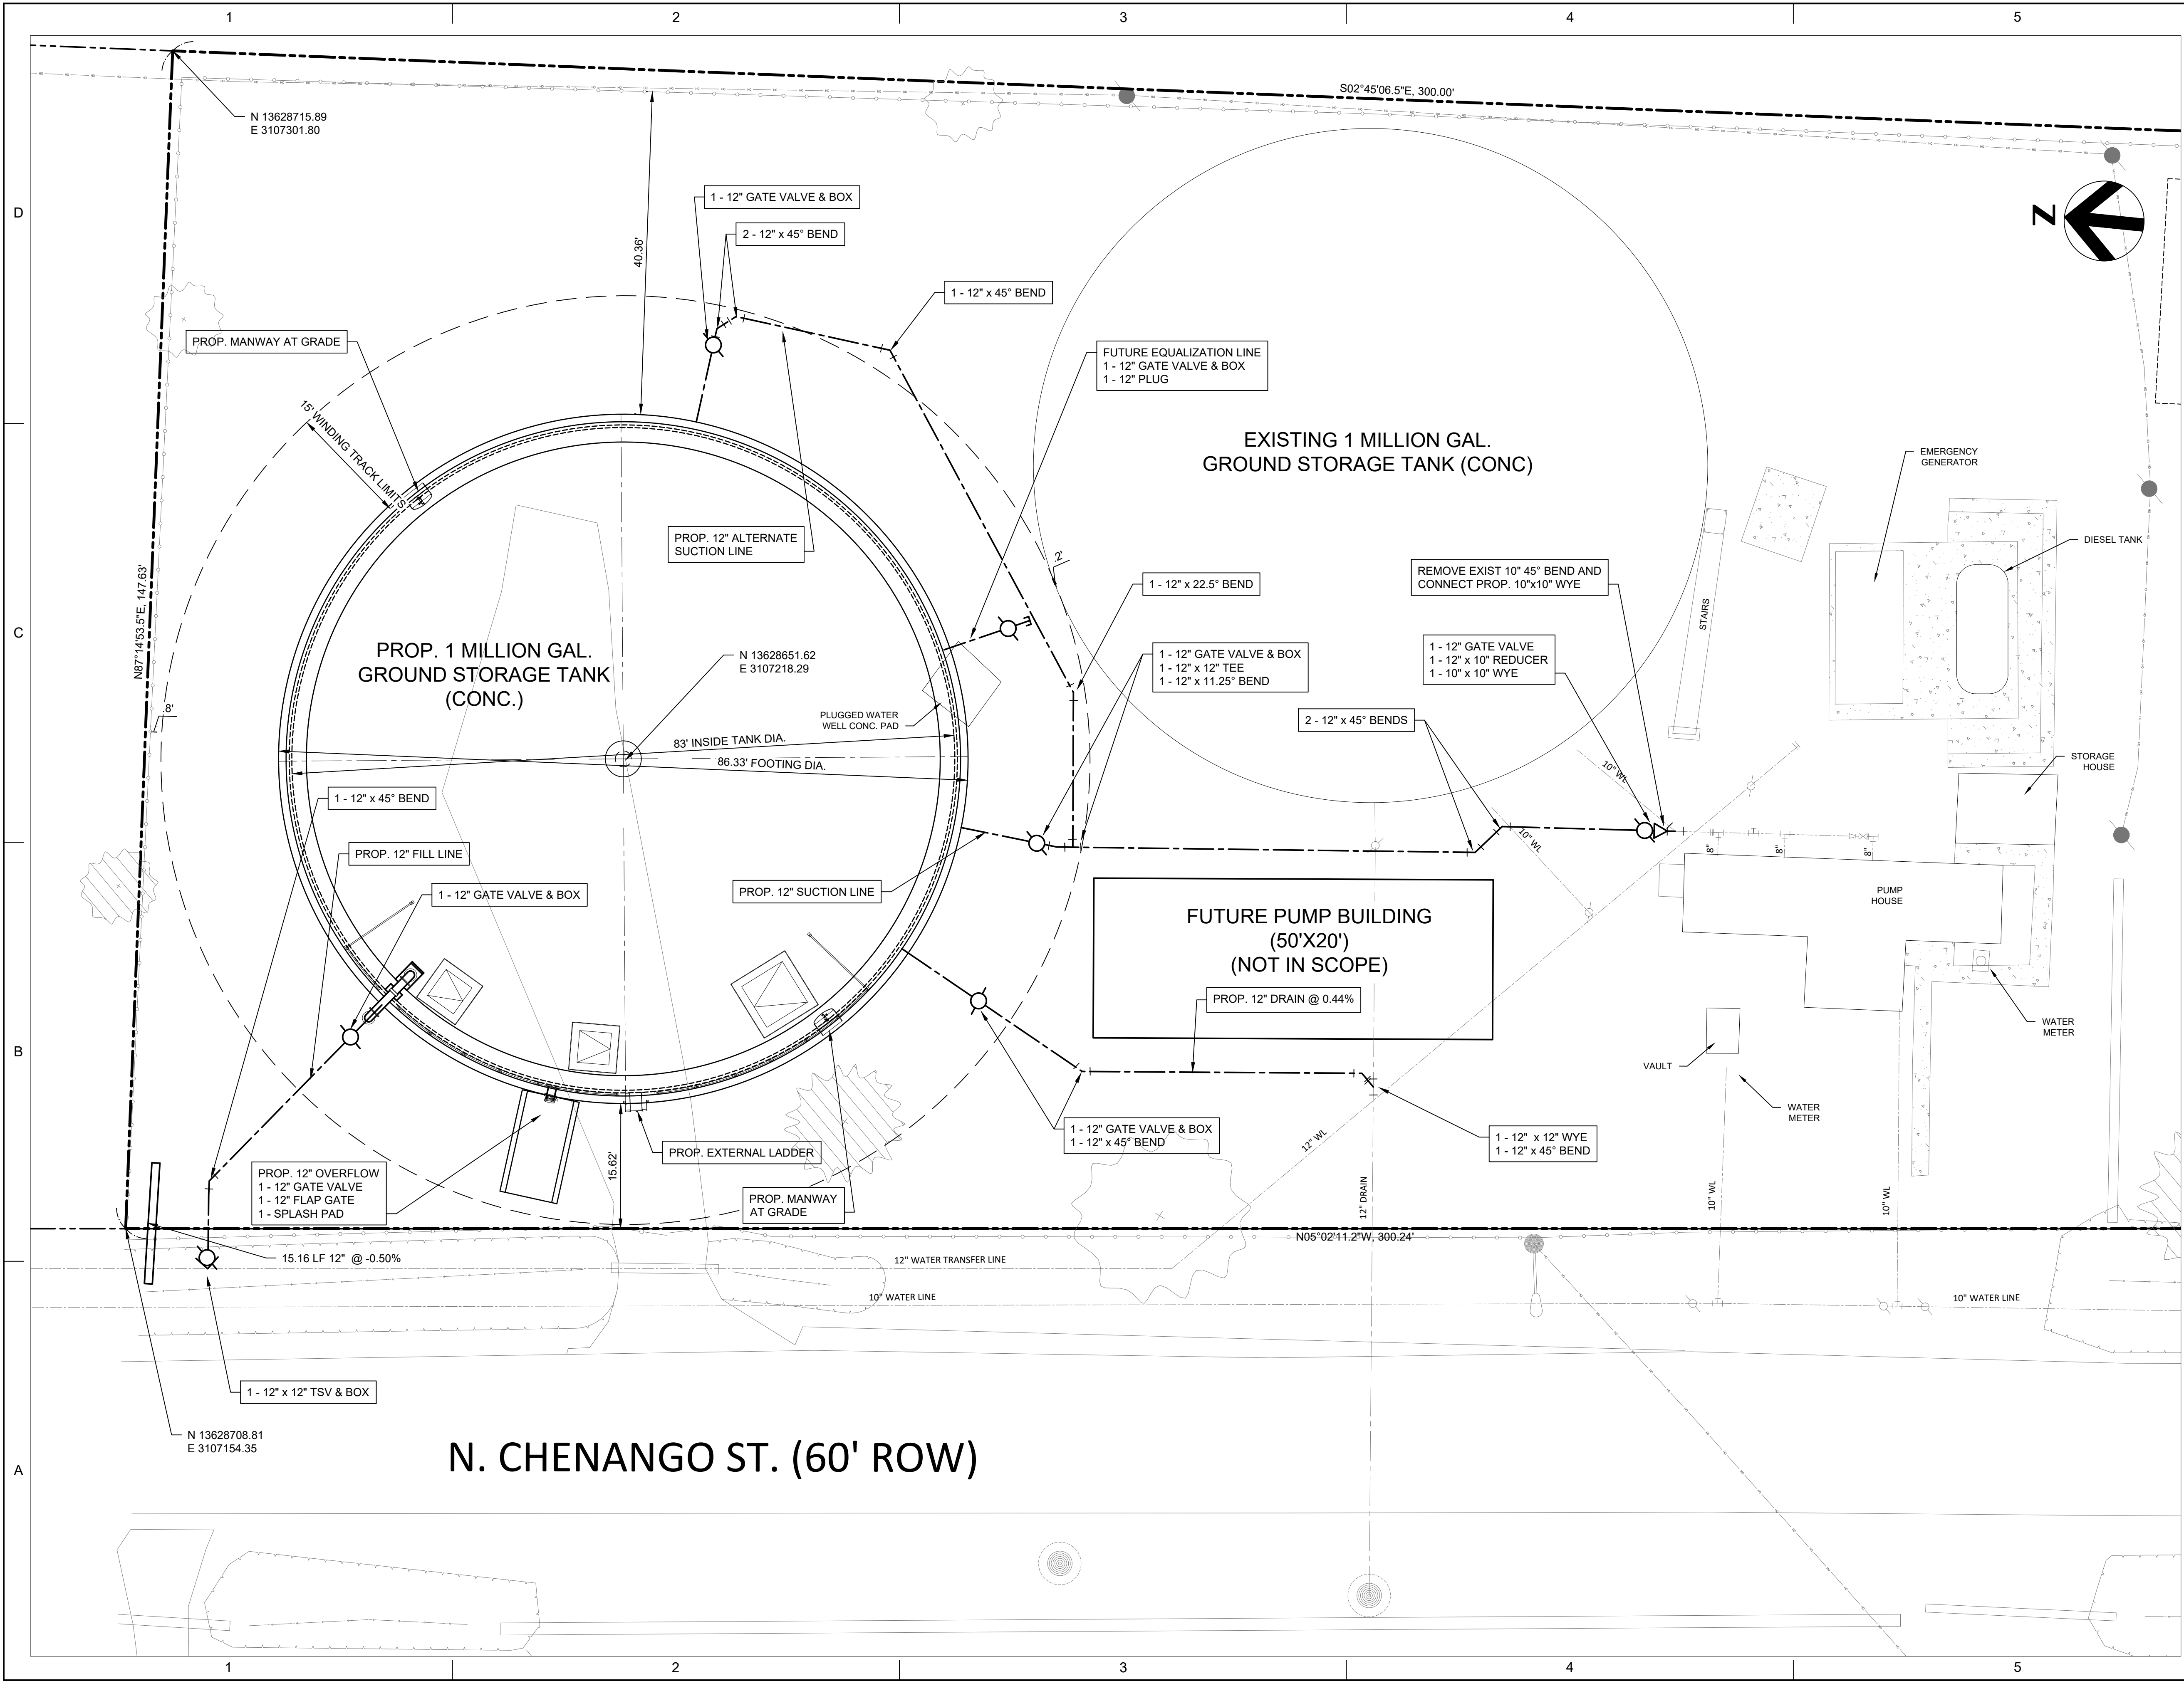 1 2 3 4 5
S02°45'06.5"E, 300.00'
N 13628715.89
E 3107301.80
D
N
1 - 12" GATE VALVE & BOX
2 - 12" x 45° BEND
40.36'
1 - 12" x 45° BEND
PROP. MANWAY AT GRADE
FUTURE EQUALIZATION LINE
1 - 12" GATE VALVE & BOX
1 - 12" PLUG
15' WINDING TRACK LIMITS
EXISTING 1 MILLION GAL.
GROUND STORAGE TANK (CONC)
EMERGENCY
GENERATOR
DIESEL TANK
PROP. 12" ALTERNATE
SUCTION LINE
2'
1 - 12" x 22.5° BEND
REMOVE EXIST 10" 45° BEND AND
CONNECT PROP. 10"x10" WYE
STAIRS
N87°14'53.5"E, 147.63'
C
PROP. 1 MILLION GAL.
GROUND STORAGE TANK
(CONC.)
N 13628651.62
E 3107218.29
1 - 12" GATE VALVE & BOX
1 - 12" x 12" TEE
1 - 12" x 11.25° BEND
1 - 12" GATE VALVE
1 - 12" x 10" REDUCER
1 - 10" x 10" WYE
.8'
PLUGGED WATER
WELL CONC. PAD
2 - 12" x 45° BENDS
83' INSIDE TANK DIA.
86.33' FOOTING DIA.
10" WL
STORAGE
HOUSE
1 - 12" x 45° BEND
10" WL
8"
8"
8"
PROP. 12" FILL LINE
1 - 12" GATE VALVE & BOX
PROP. 12" SUCTION LINE
PUMP
HOUSE
FUTURE PUMP BUILDING
(50'X20')
(NOT IN SCOPE)
PROP. 12" DRAIN @ 0.44%
WATER
METER
B
VAULT
WATER
METER
1 - 12" GATE VALVE & BOX
1 - 12" x 45° BEND
12" WL
1 - 12"  x 12" WYE
1 - 12" x 45° BEND
PROP. EXTERNAL LADDER
15.62'
PROP. 12" OVERFLOW
1 - 12" GATE VALVE
1 - 12" FLAP GATE
1 - SPLASH PAD
PROP. MANWAY
AT GRADE
12" DRAIN
10" WL
10" WL
N05°02'11.2"W, 300.24'
15.16 LF 12"  @ -0.50%
12" WATER TRANSFER LINE
10" WATER LINE
10" WATER LINE
1 - 12" x 12" TSV & BOX
N 13628708.81
E 3107154.35
N. CHENANGO ST. (60' ROW)
A
1 2 3 4 5